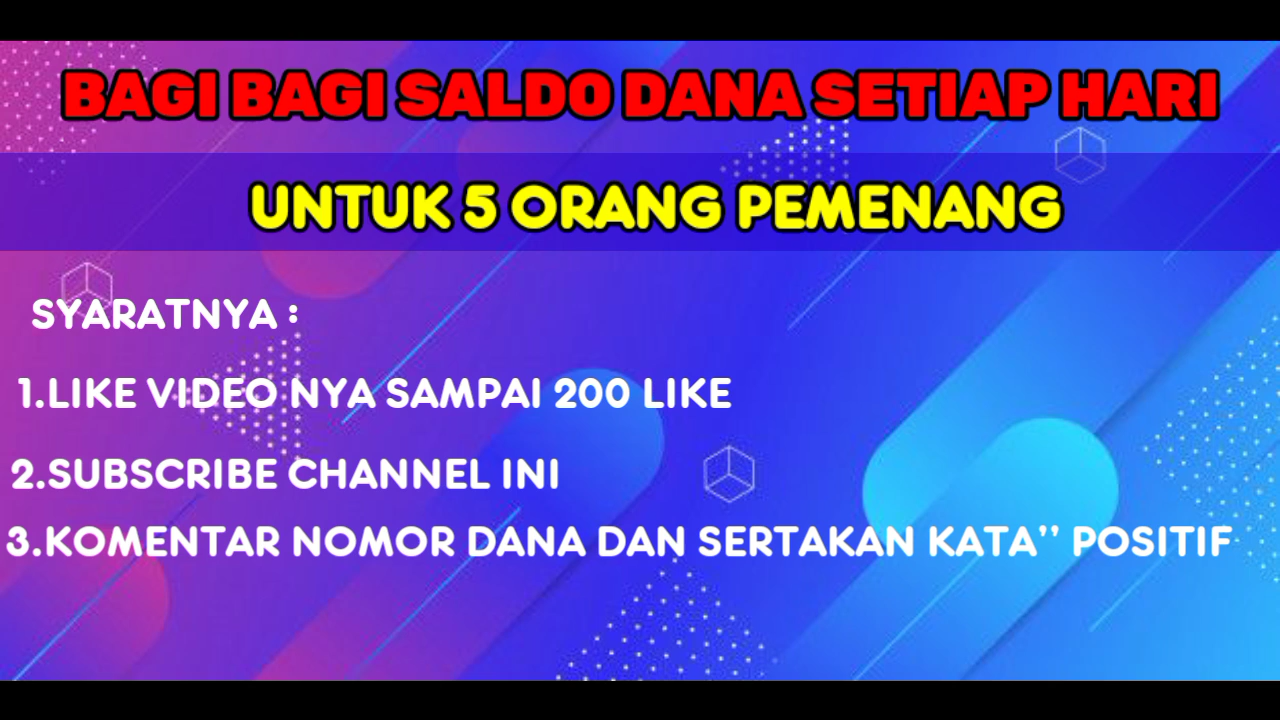 BAGI BAGI SALDO DANA SETIAP HARI
UNTUK 5 ORANG PEMENANG
SYARATNYA :
1.LIKE VIDEO NYA SAMPAI 200 LIKE
2.SUBSCRIBE CHANNEL INI
3.KOMENTAR NOMOR DANA DAN SERTAKAN KATA'' POSITIF